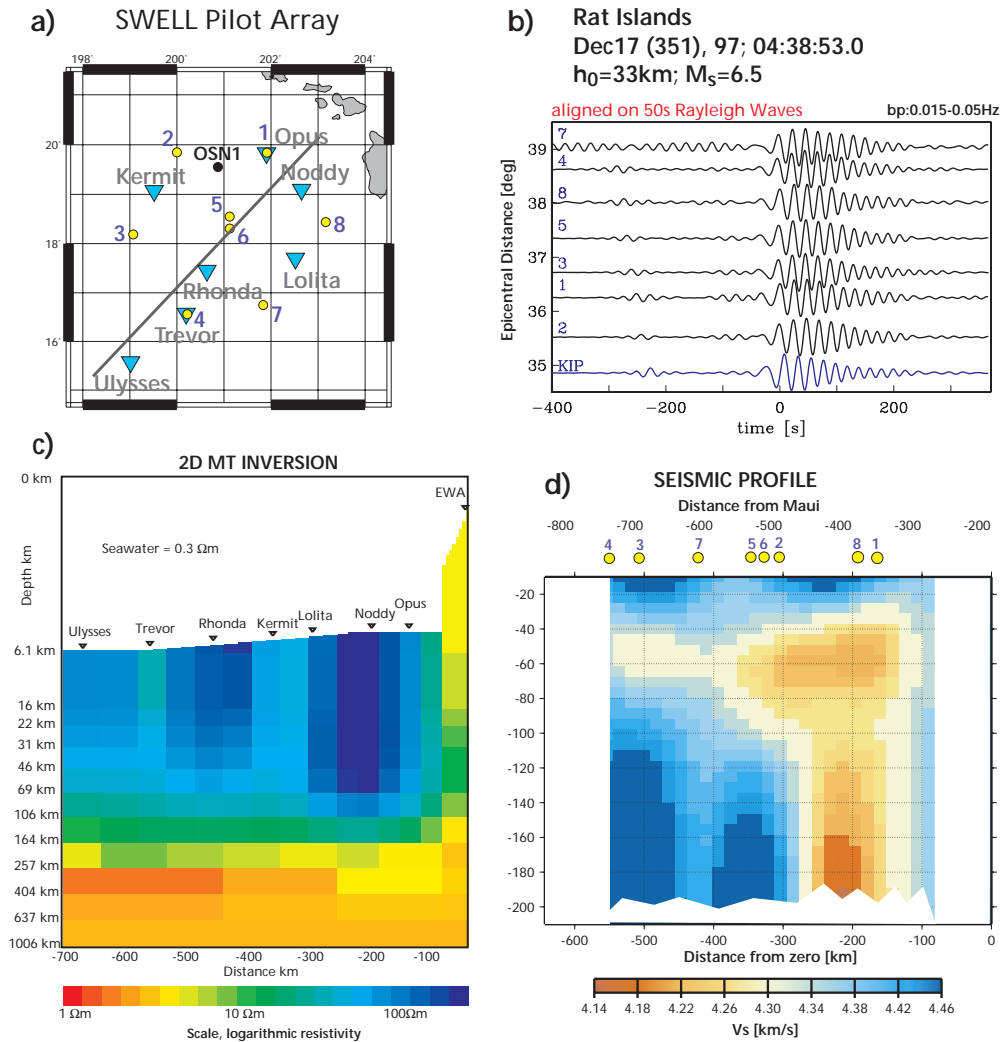 a) SWELL Pilot Array
198˚ 200˚ 202˚ 204˚
20˚
18˚
16˚
2
1
Opus
OSN1
Kermit
Noddy
5
3
6
8
Lolita
Rhonda
7
4
Trevor
Ulysses
b) Rat Islands
Dec17 (351), 97; 04:38:53.0
h0=33km; Ms=6.5
aligned on 50s Rayleigh Waves bp:0.015-0.05Hz
Epicentral Distance [deg]
39
38
37
36
35
7
4
8
5
3
1
2
KIP
-400 -200 0 200
time [s]
c)
2D MT INVERSION
0 km
EWA
Seawater = 0.3 Ωm
Depth km
Ulysses Trevor Rhonda Kermit Lolita Noddy Opus
6.1 km
16 km
22 km
31 km
46 km
69 km
106 km
164 km
257 km
404 km
637 km
1006 km
-700 -500 -400 -300 -200 -100
Distance km
1 Ωm 10 Ωm 100Ωm
Scale, logarithmic resistivity
d) SEISMIC PROFILE
Distance from Maui
-800 -700 -600 -500 -400 -300 -200
4 3 7 5 6 2 8 1
-20
-40
-60
-80
-100
-120
-140
-160
-180
-200
-600 -500 -400 -300 -200 -100 0
Distance from zero [km]
4.14 4.18 4.22 4.26 4.30 4.34 4.38 4.42 4.46
Vs [km/s]